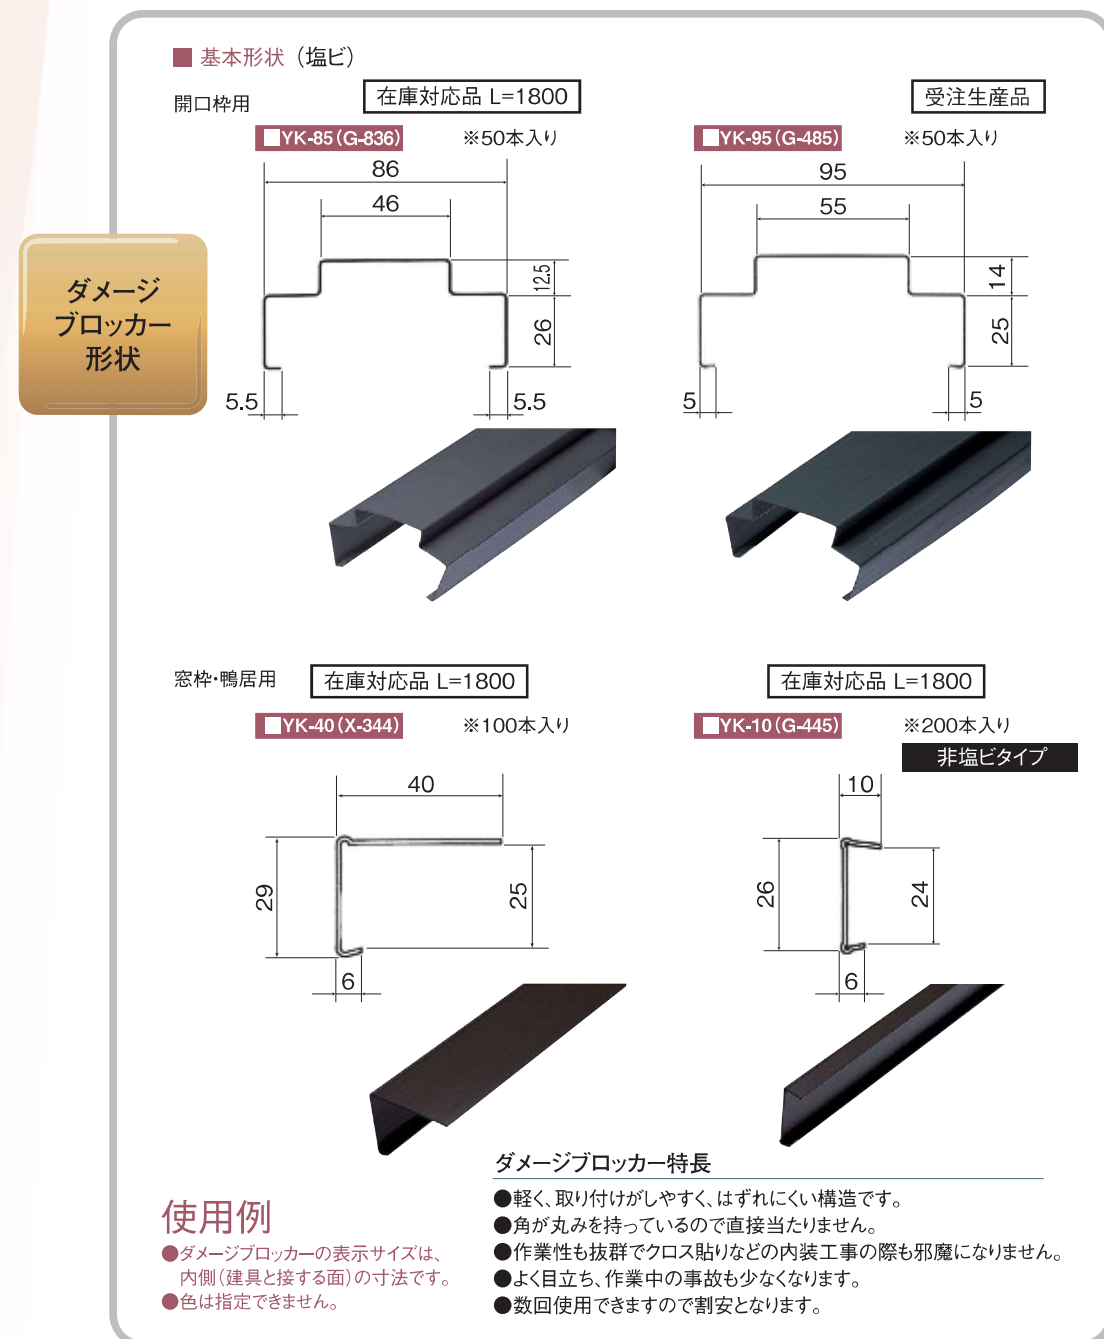 ■ 基本形状（塩ビ）
開口枠用
在庫対応品 L=1800
受注生産品
□YK-85（G-836）
※50本入り
□YK-95（G-485）
※50本入り
86
46
12.5
26
5.5
5.5
95
55
14
25
5
5
ダメージ
ブロッカー
形状
窓枠・鴨居用
在庫対応品 L=1800
在庫対応品 L=1800
□YK-40（X-344）
※100本入り
□YK-10（G-445）
※200本入り
非塩ビタイプ
40
29
25
6
10
26
24
6
ダメージブロッカー特長
●軽く、取り付けがしやすく、はずれにくい構造です。
●角が丸みを持っているので直接当たりません。
●作業性も抜群でクロス貼りなどの内装工事の際も邪魔になりません。
●よく目立ち、作業中の事故も少なくなります。
●数回使用できますので割安となります。
使用例
●ダメージブロッカーの表示サイズは、
内側（建具と接する面）の寸法です。
●色は指定できません。